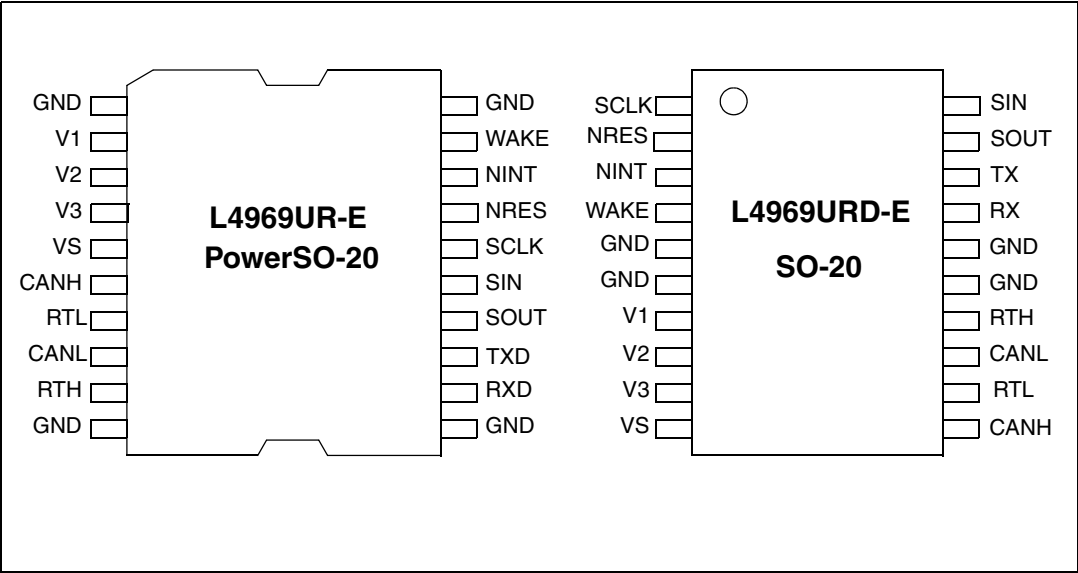 GND
V1
V2
V3
VS
CANH
RTL
CANL
RTH
GND
L4969UR-E
PowerSO-20
GND
WAKE
NINT
NRES
SCLK
SIN
SOUT
TXD
RXD
GND
SCLK
NRES
NINT
WAKE
GND
GND
V1
V2
V3
VS
L4969URD-E
SO-20
SIN
SOUT
TX
RX
GND
GND
RTH
CANL
RTL
CANH